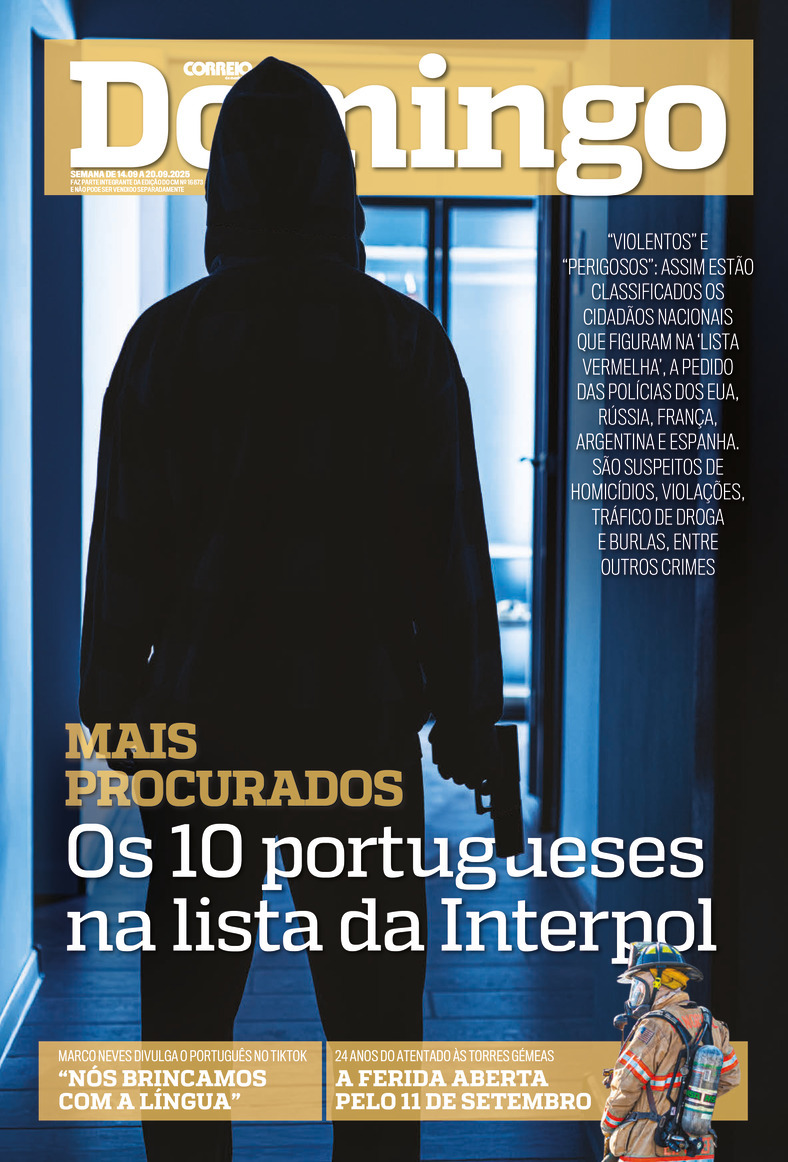 CORREIO
Domingo
SEMANA DE 14.09 A 20.09.2025
FAZ PARTE INTEGRANTE DA EDIÇÃO DO CM Nº 16 873
E NÃO PODE SER VENDIDO SEPARADAMENTE
“VIOLENTOS” E
“PERIGOSOS”: ASSIM ESTÃO
CLASSIFICADOS OS
CIDADÃOS NACIONAIS
QUE FIGURAM NA ‘LISTA
VERMELHA’, A PEDIDO
DAS POLÍCIAS DOS EUA,
RÚSSIA, FRANÇA,
ARGENTINA E ESPANHA.
SÃO SUSPEITOS DE
HOMICÍDIOS, VIOLAÇÕES,
TRÁFICO DE DROGA
E BURLAS, ENTRE
OUTROS CRIMES
MAIS
PROCURADOS
Os 10 portugueses
na lista da Interpol
MARCO NEVES DIVULGA O PORTUGUÊS NO TIKTOK
“NÓS BRINCAMOS
COM A LÍNGUA”
24 ANOS DO ATENTADO ÀS TORRES GÉMEAS
A FERIDA ABERTA
PELO 11 DE SETEMBRO